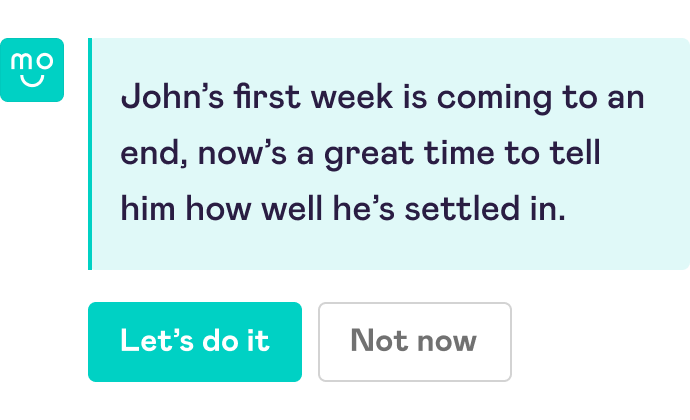 mo
John’s first week is coming to an
end, now’s a great time to tell
him how well he’s settled in.
Let’s do it
Not now